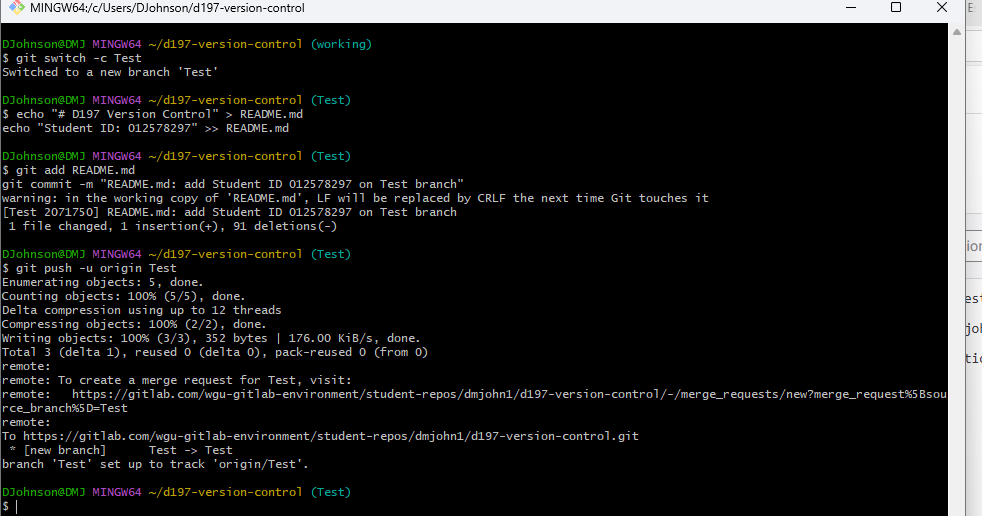 MINGW64:/c/Users/DJohnson/d197-version-control
DJohnson@DMJ MINGW64 ~/d197-version-control (working)
$ git switch -c Test
Switched to a new branch 'Test'
DJohnson@DMJ MINGW64 ~/d197-version-control (Test)
$ echo "# D197 Version Control" > README.md
echo "Student ID: 012578297" >> README.md
DJohnson@DMJ MINGW64 ~/d197-version-control (Test)
$ git add README.md
git commit -m "README.md: add Student ID 012578297 on Test branch"
warning: in the working copy of 'README.md', LF will be replaced by CRLF the next time Git touches it
[Test 2071750] README.md: add Student ID 012578297 on Test branch
 1 file changed, 1 insertion(+), 91 deletions(-)
DJohnson@DMJ MINGW64 ~/d197-version-control (Test)
$ git push -u origin Test
Enumerating objects: 5, done.
Counting objects: 100% (5/5), done.
Delta compression using up to 12 threads
Compressing objects: 100% (2/2), done.
Writing objects: 100% (3/3), 352 bytes | 176.00 KiB/s, done.
Total 3 (delta 1), reused 0 (delta 0), pack-reused 0 (from 0)
remote:
remote: To create a merge request for Test, visit:
remote:   https://gitlab.com/wgu-gitlab-environment/student-repos/dmjohn1/d197-version-control/-/merge_requests/new?merge_request%5Bsou
rce_branch%5D=Test
remote:
To https://gitlab.com/wgu-gitlab-environment/student-repos/dmjohn1/d197-version-control.git
 * [new branch]      Test -> Test
branch 'Test' set up to track 'origin/Test'.
DJohnson@DMJ MINGW64 ~/d197-version-control (Test)
$